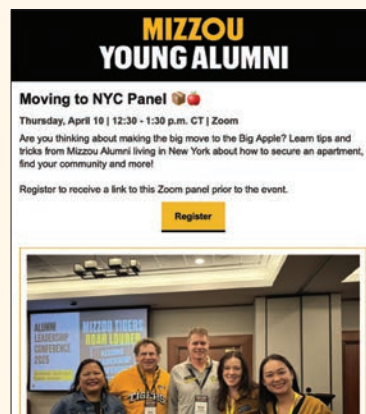 MIZZOU
YOUNG ALUMNI
Moving to NYC Panel 📦🍎
Thursday, April 10 | 12:30 - 1:30 p.m. CT | Zoom
Are you thinking about making the big move to the Big Apple? Learn tips and
tricks from Mizzou Alumni living in New York about how to secure an apartment,
find your community and more!
Register to receive a link to this Zoom panel prior to the event.
Register
ALUMNI
LEADERSHIP
CONFERENCE
2025
MIZZOU TIGERS
ROAR LOUDER
TIGERS